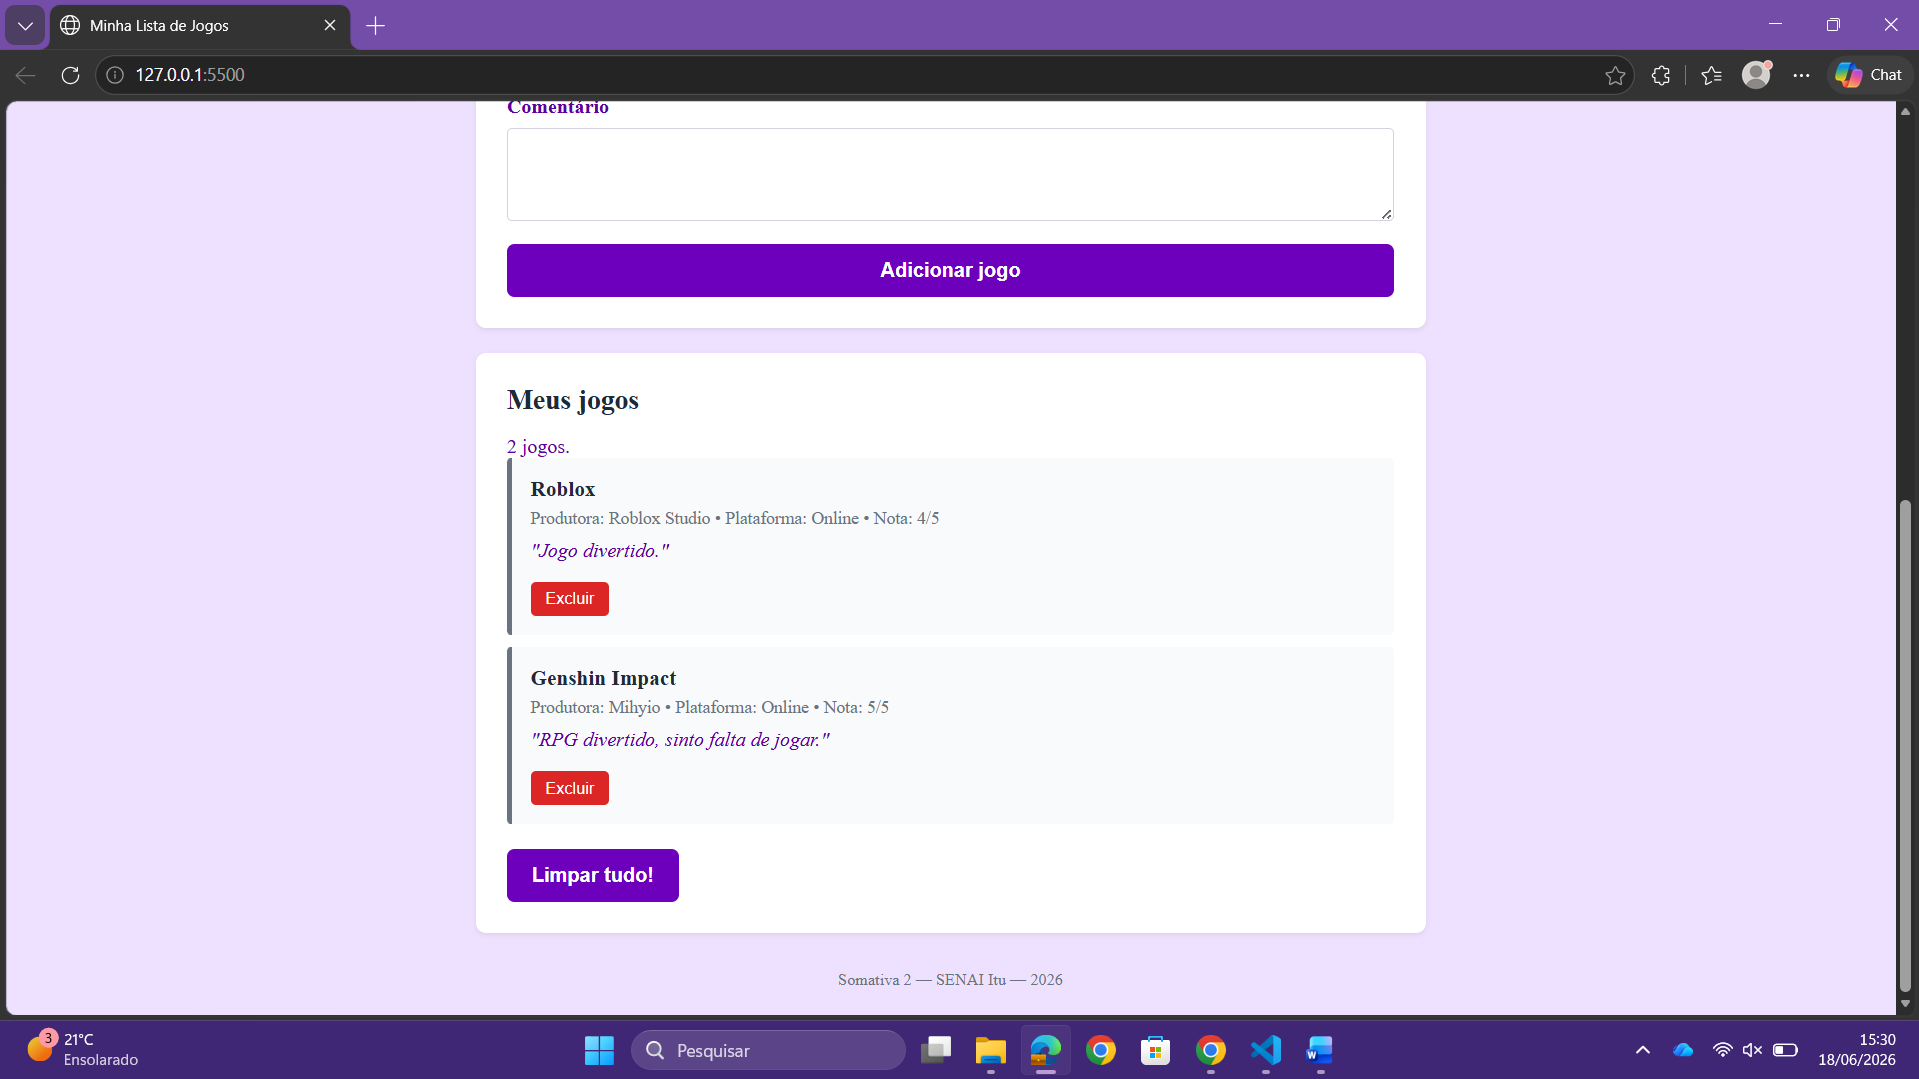 Minha Lista de Jogos
127.0.0.1:5500
Chat
Comentário
Adicionar jogo
Meus jogos
2 jogos.
Roblox
Produtora: Roblox Studio • Plataforma: Online • Nota: 4/5
"Jogo divertido."
Excluir
Genshin Impact
Produtora: Mihyio • Plataforma: Online • Nota: 5/5
"RPG divertido, sinto falta de jogar."
Excluir
Limpar tudo!
Somativa 2 — SENAI Itu — 2026
3
21°C
Ensolarado
Pesquisar
W
15:30
18/06/2026